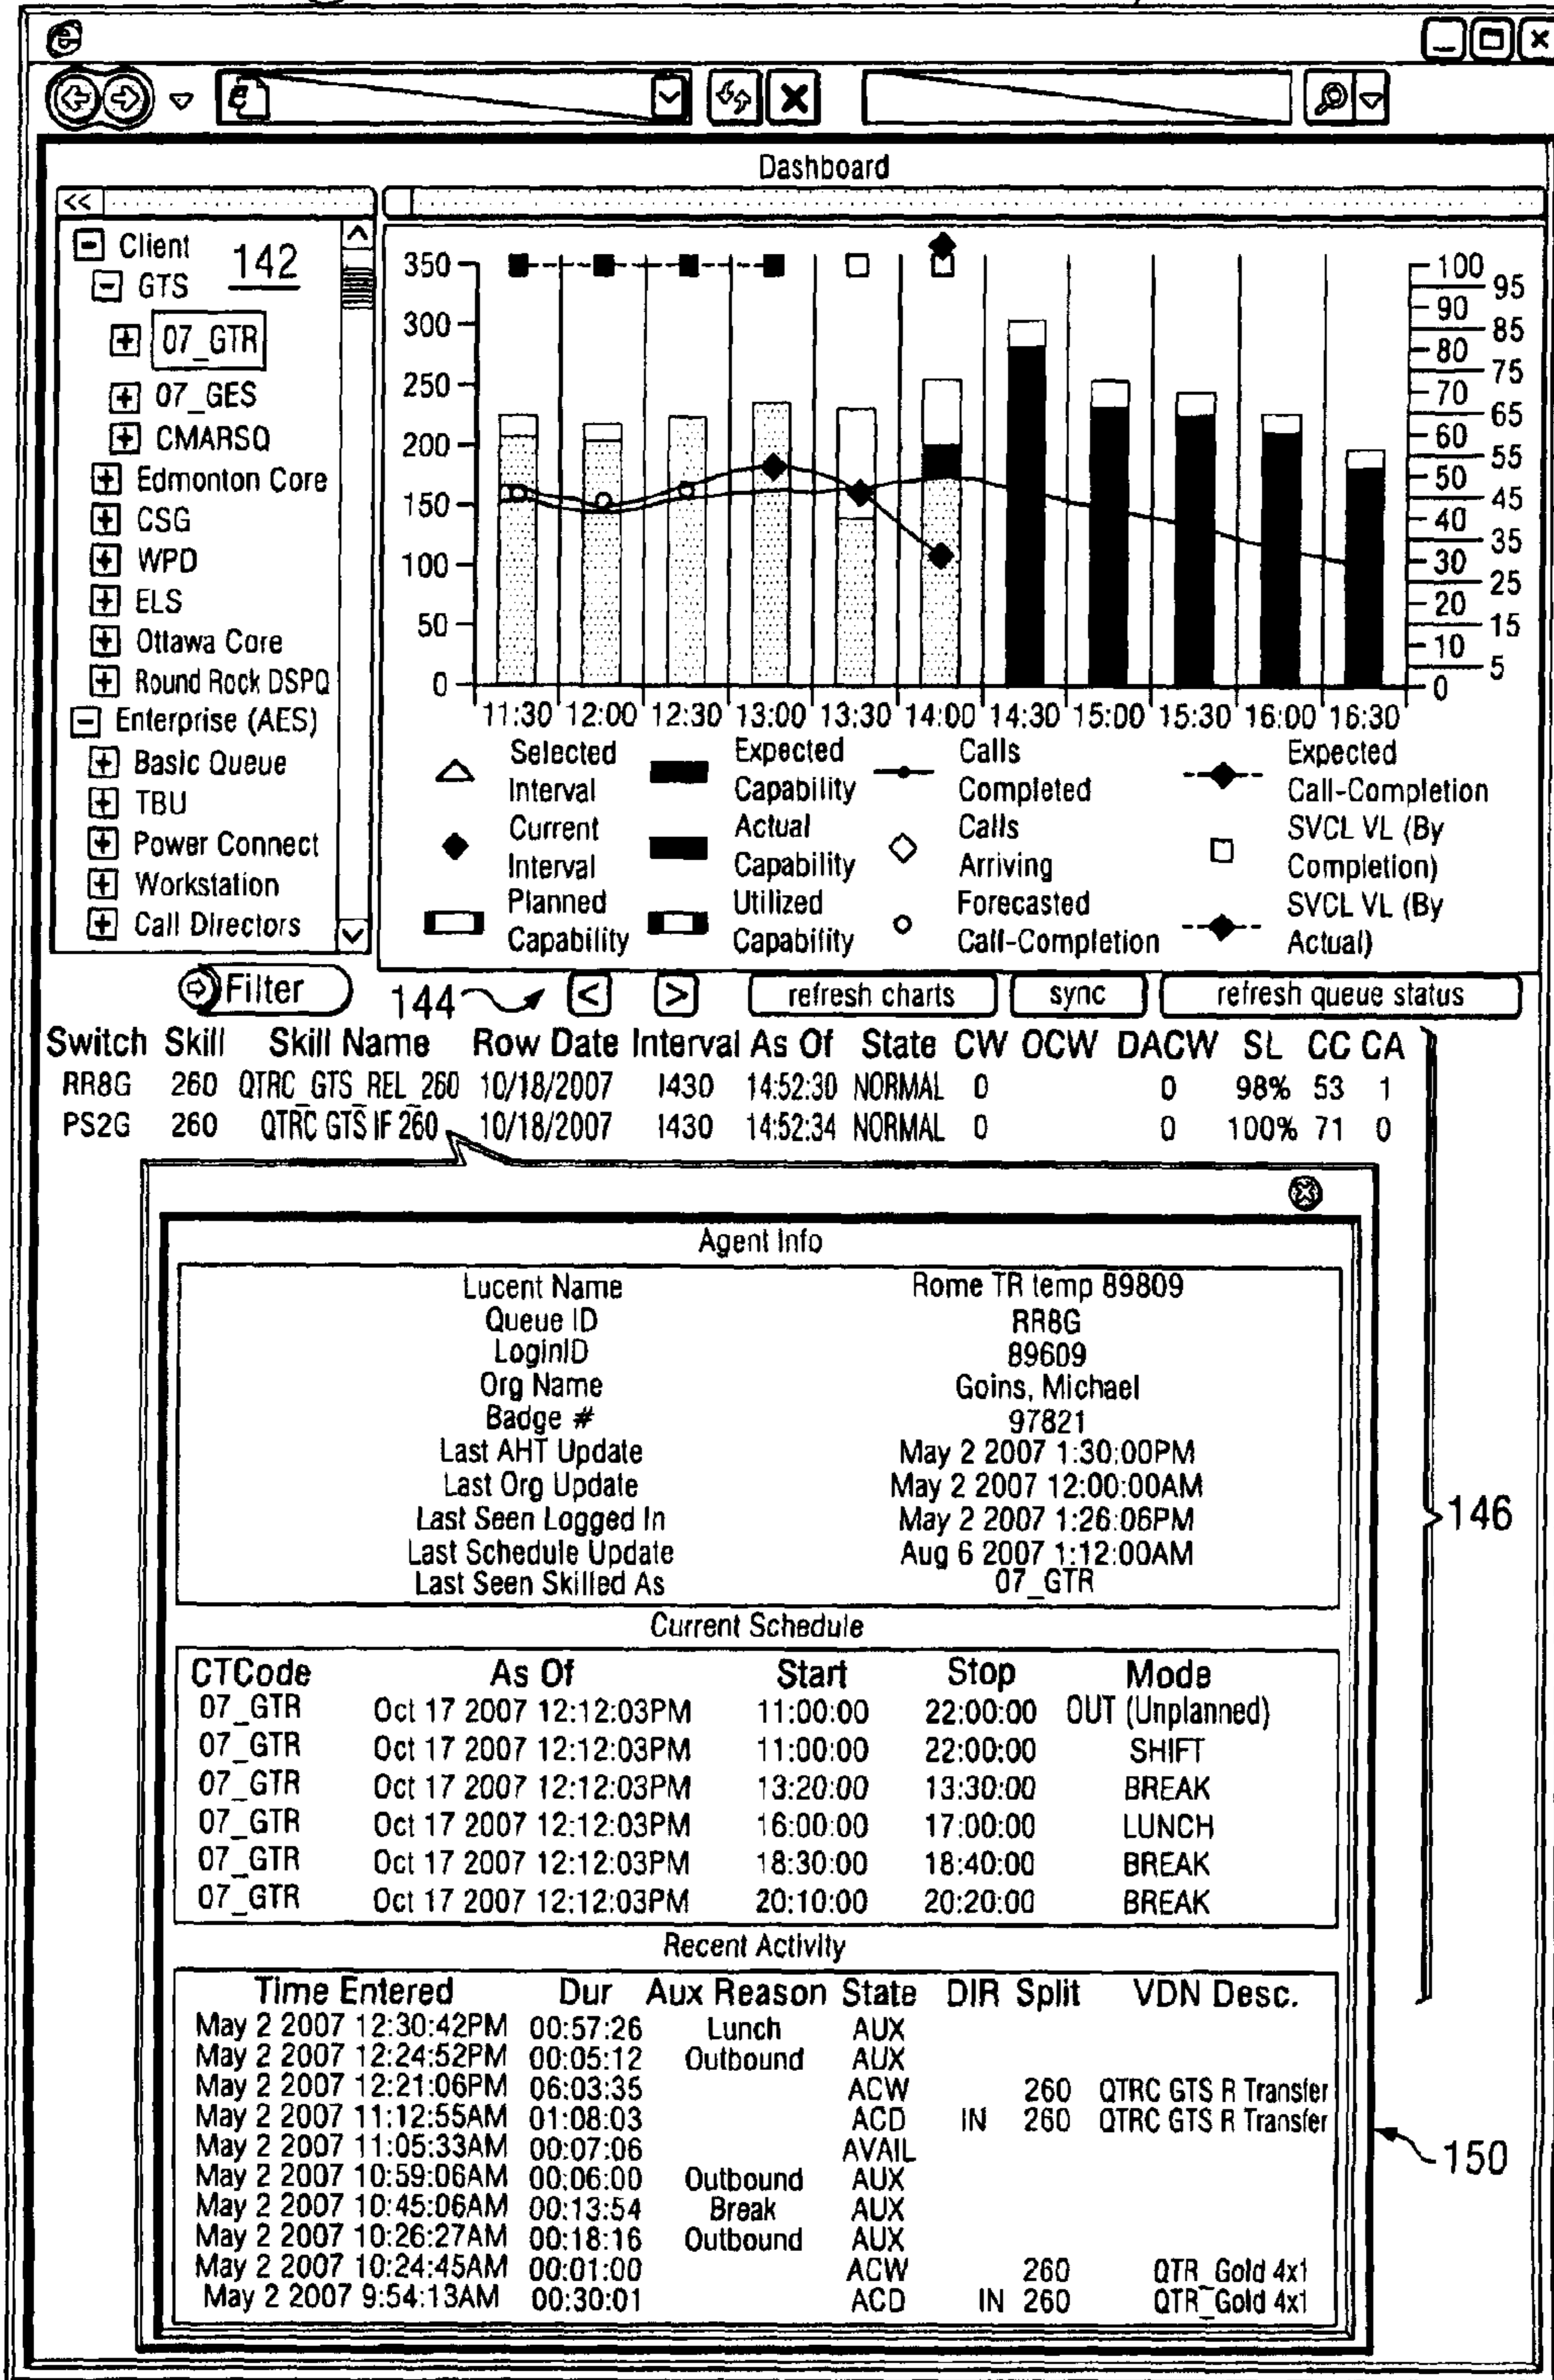 Dashboard
<<
Client
142
GTS
07_GTR
07_GES
CMARSQ
Edmonton Core
CSG
WPD
ELS
Ottawa Core
Round Rock DSPQ
Enterprise (AES)
Basic Queue
TBU
Power Connect
Workstation
Call Directors
350
300
250
200
150
100
50
0
100
95
90
85
80
75
70
65
60
55
50
45
40
35
30
25
20
15
10
5
0
11:30 12:00 12:30 13:00 13:30 14:00 14:30 15:00 15:30 16:00 16:30
Selected Interval
Expected Capability
Calls Completed
Expected Call-Completion
Current Interval
Actual Capability
Calls Arriving
SVCL VL (By Completion)
Planned Capability
Utilized Capability
Forecasted Call-Completion
SVCL VL (By Actual)
Filter 144 < > refresh charts sync refresh queue status
Switch Skill Skill Name Row Date Interval As Of State CW OCW DACW SL CC CA
RR8G 260 QTRC_GTS_REL_260 10/18/2007 1430 14:52:30 NORMAL 0 0 98% 53 1
PS2G 260 QTRC GTS IF 260 10/18/2007 1430 14:52:34 NORMAL 0 0 100% 71 0
Agent Info
Lucent Name Rome TR temp 89809
Queue ID RR8G
LoginID 89609
Org Name Goins, Michael
Badge # 97821
Last AHT Update May 2 2007 1:30:00PM
Last Org Update May 2 2007 12:00:00AM
Last Seen Logged In May 2 2007 1:26:06PM
Last Schedule Update Aug 6 2007 1:12:00AM
Last Seen Skilled As 07_GTR
146
Current Schedule
CTCode As Of Start Stop Mode
07_GTR Oct 17 2007 12:12:03PM 11:00:00 22:00:00 OUT (Unplanned)
07_GTR Oct 17 2007 12:12:03PM 11:00:00 22:00:00 SHIFT
07_GTR Oct 17 2007 12:12:03PM 13:20:00 13:30:00 BREAK
07_GTR Oct 17 2007 12:12:03PM 16:00:00 17:00:00 LUNCH
07_GTR Oct 17 2007 12:12:03PM 18:30:00 18:40:00 BREAK
07_GTR Oct 17 2007 12:12:03PM 20:10:00 20:20:00 BREAK
Recent Activity
Time Entered Dur Aux Reason State DIR Split VDN Desc.
May 2 2007 12:30:42PM 00:57:26 Lunch AUX
May 2 2007 12:24:52PM 00:05:12 Outbound AUX
May 2 2007 12:21:06PM 06:03:35 ACW 260 QTRC GTS R Transfer
May 2 2007 11:12:55AM 01:08:03 ACD IN 260 QTRC GTS R Transfer
May 2 2007 11:05:33AM 00:07:06 AVAIL
May 2 2007 10:59:06AM 00:06:00 Outbound AUX
May 2 2007 10:45:06AM 00:13:54 Break AUX
May 2 2007 10:26:27AM 00:18:16 Outbound AUX
May 2 2007 10:24:45AM 00:01:00 ACW 260 QTR_Gold 4x1
May 2 2007 9:54:13AM 00:30:01 ACD IN 260 QTR_Gold 4x1
150